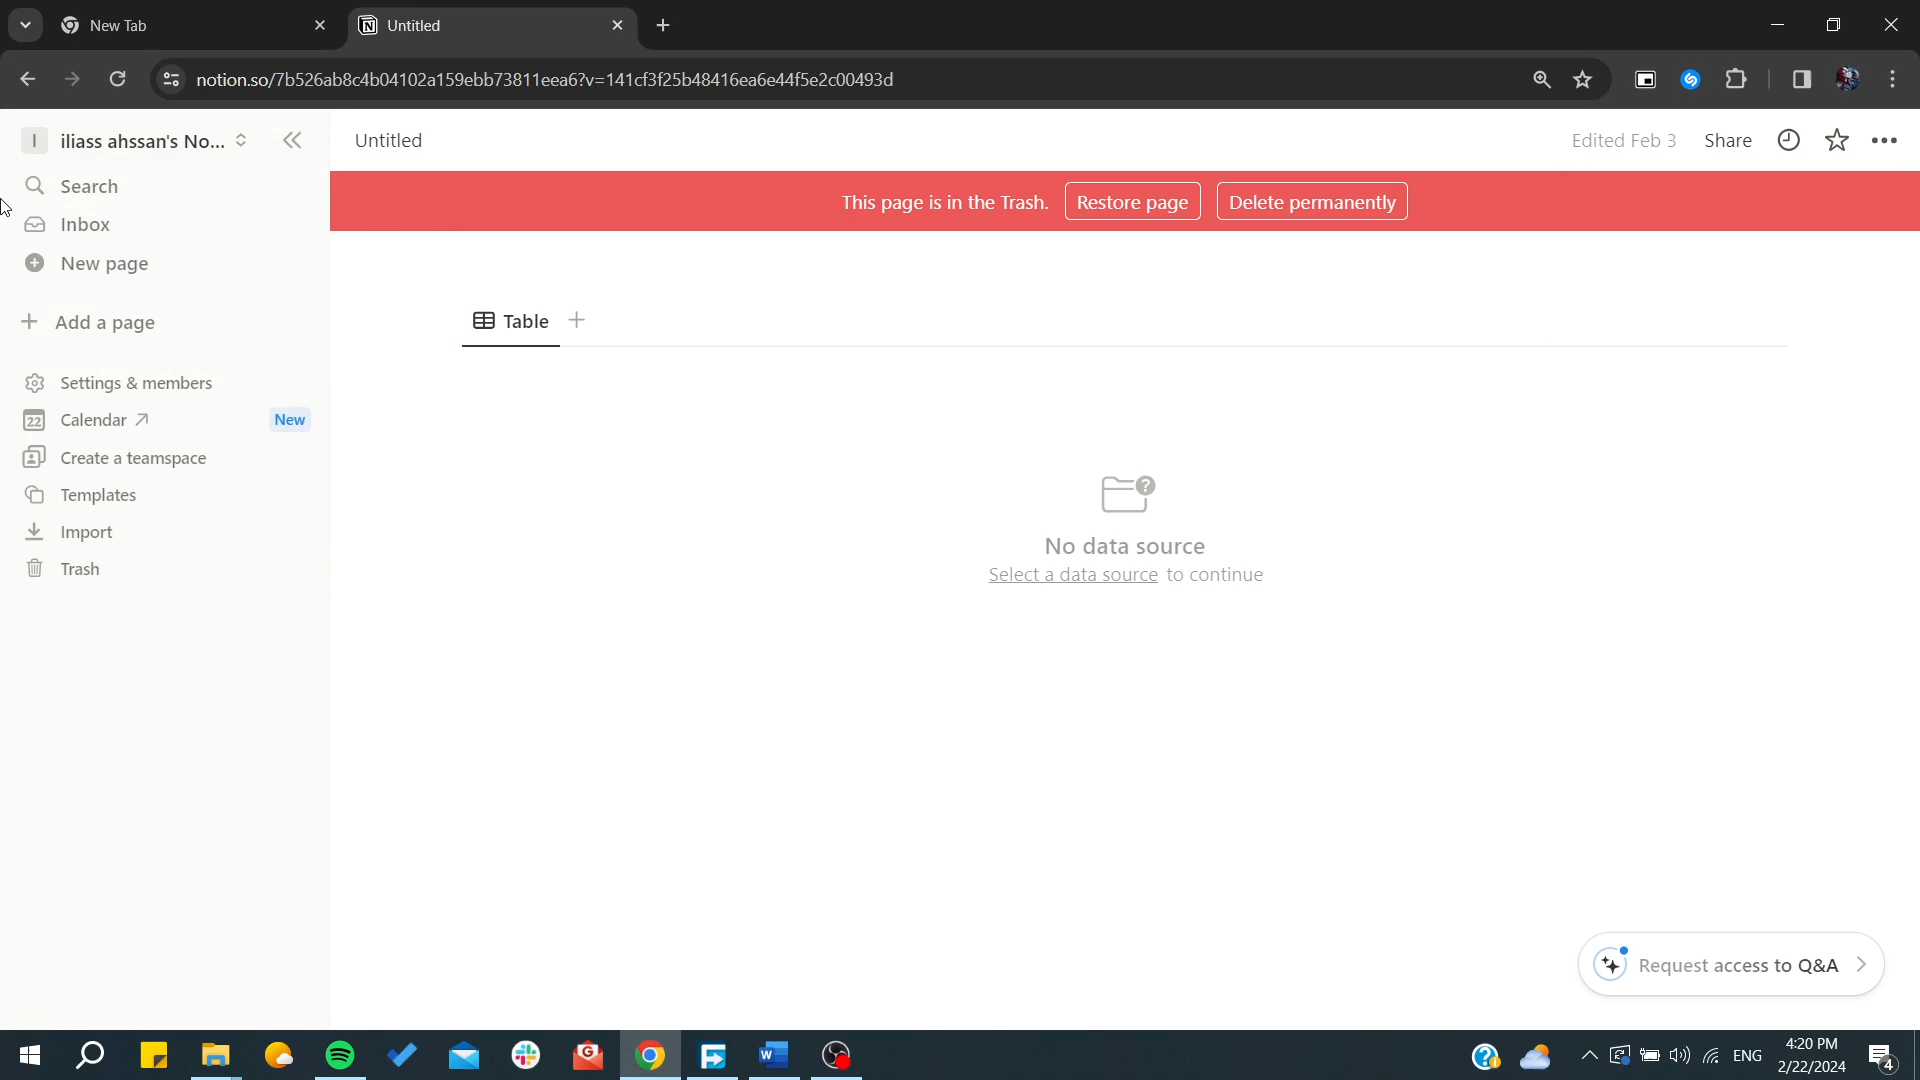 New Tab
Untitled
notion.so/7b526ab8c4b04102a159ebb73811eea6?v=141cf3f25b48416ea6e44f5e2c00493d
I iliass ahssan's No...
Untitled
Edited Feb 3
Share
Search
This page is in the Trash.
Restore page
Delete permanently
Inbox
New page
Add a page
Table
Settings & members
22 Calendar
New
Create a teamspace
Templates
Import
Trash
?
No data source
Select a data source to continue
Request access to Q&A
ENG
4:20 PM
2/22/2024
4